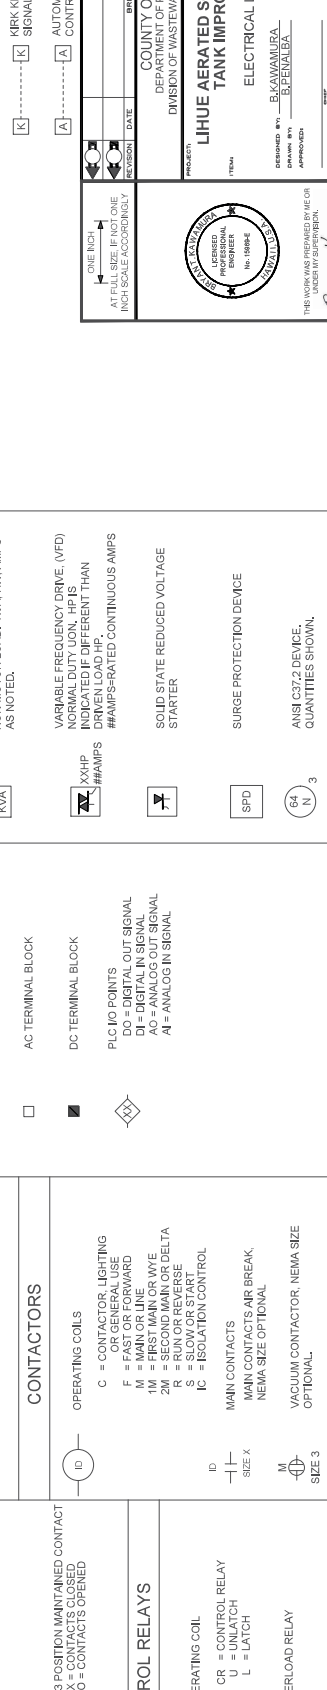 3 POSITION MAINTAINED CONTACT
X = CONTACTS CLOSED
O = CONTACTS OPENED
ROL RELAYS
ERATING COIL
CR = CONTROL RELAY
U = UNLATCH
L = LATCH
ERLOAD RELAY
CONTACTORS
ID
OPERATING COILS
C = CONTACTOR, LIGHTING
OR GENERAL USE
F = FAST OR FORWARD
M = MAIN OR LINE
1M = FIRST MAIN OR WYE
2M = SECOND MAIN OR DELTA
R = RUN OR REVERSE
S = SLOW OR START
IC = ISOLATION CONTROL
ID
SIZE X
MAIN CONTACTS
MAIN CONTACTS AIR BREAK,
NEMA SIZE OPTIONAL
M
SIZE 3
VACUUM CONTACTOR, NEMA SIZE
OPTIONAL.
AC TERMINAL BLOCK
DC TERMINAL BLOCK
XX
PLC I/O POINTS
DO = DIGITAL OUT SIGNAL
DI = DIGITAL IN SIGNAL
AO = ANALOG OUT SIGNAL
AI = ANALOG IN SIGNAL
KVA
AS NOTED.
XXHP
##AMPS
VARIABLE FREQUENCY DRIVE, (VFD)
NORMAL DUTY UON. HP IS
INDICATED IF DIFFERENT THAN
DRIVEN LOAD HP.
##AMPS=RATED CONTINUOUS AMPS
SOLID STATE REDUCED VOLTAGE
STARTER
SPD
SURGE PROTECTION DEVICE
64
N
3
ANSI C37.2 DEVICE.
QUANTITIES SHOWN.
K K
KIRK K
SIGNAL
A A
AUTOM
CONTR
ONE INCH
AT FULL SIZE, IF NOT ONE
INCH SCALE ACCORDINGLY
REVISION DATE BRI
COUNTY O
DEPARTMENT OF P
DIVISION OF WASTEWA
PROJECT:
LIHUE AERATED S
TANK IMPRO
ITEM:
ELECTRICAL
DESIGNED BY: B.KAWAMURA
DRAWN BY: B.PENALBA
APPROVED:
BRYANT. KAWAMURA
LICENSED
PROFESSIONAL
ENGINEER
No. 15989-E
HAWAII, U.S.A.
THIS WORK WAS PREPARED BY ME OR
UNDER MY SUPERVISION.